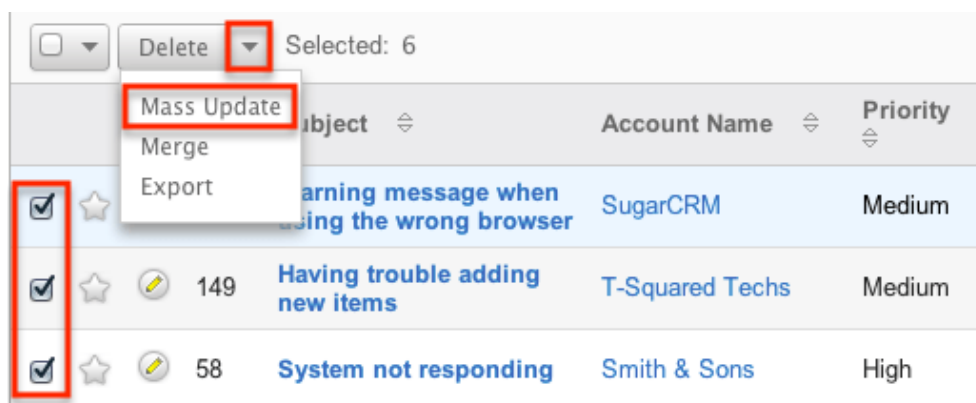 Delete Selected: 6
Mass Update
Merge
Export
ubject Account Name Priority
arning message when
sing the wrong browser SugarCRM Medium
149 Having trouble adding
new items T-Squared Techs Medium
58 System not responding Smith & Sons High